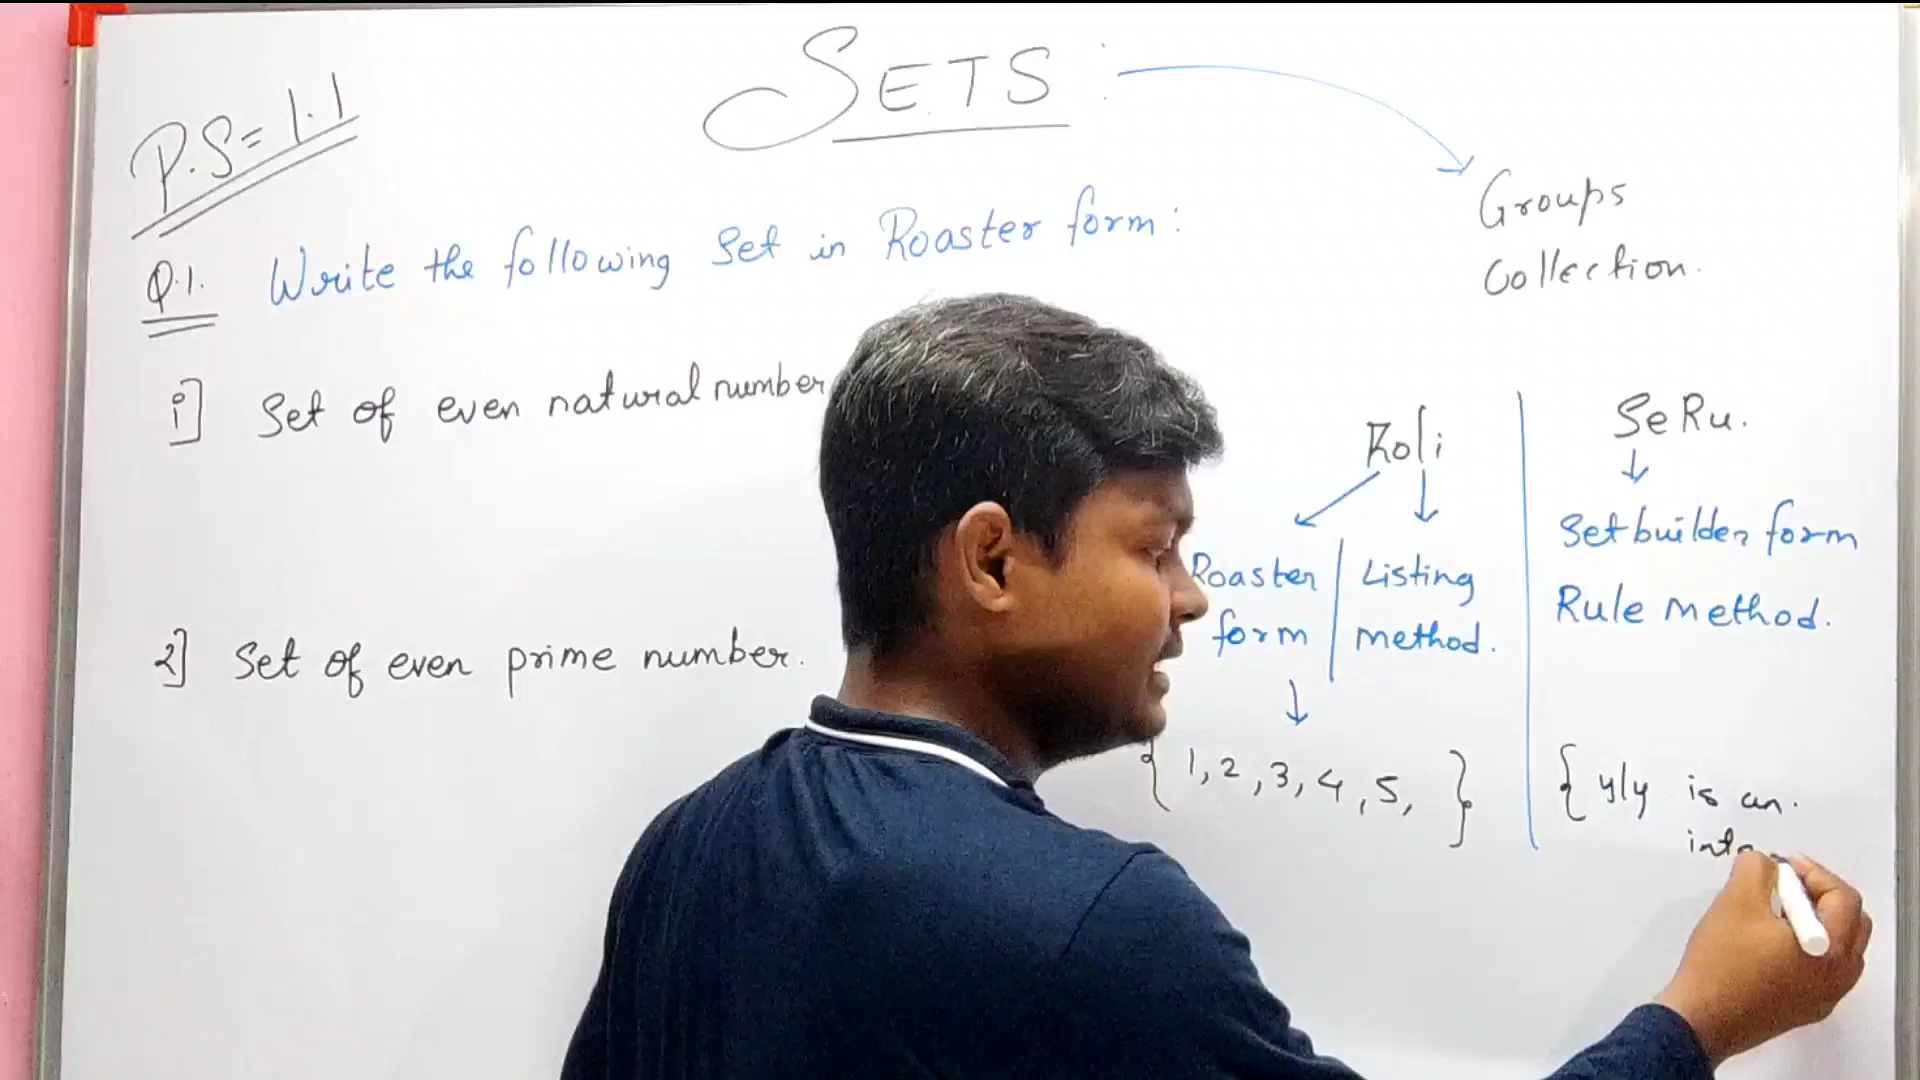 SETS:
P.S = 1.1
Groups
Collection.
Q.1. Write the following set in Roaster form:
i] Set of even natural number
Roli
SeRu.
Roaster form
Listing method.
Set builder form
Rule method.
2] Set of even prime number.
{ 1, 2, 3, 4, 5, }
{ y/y is an.